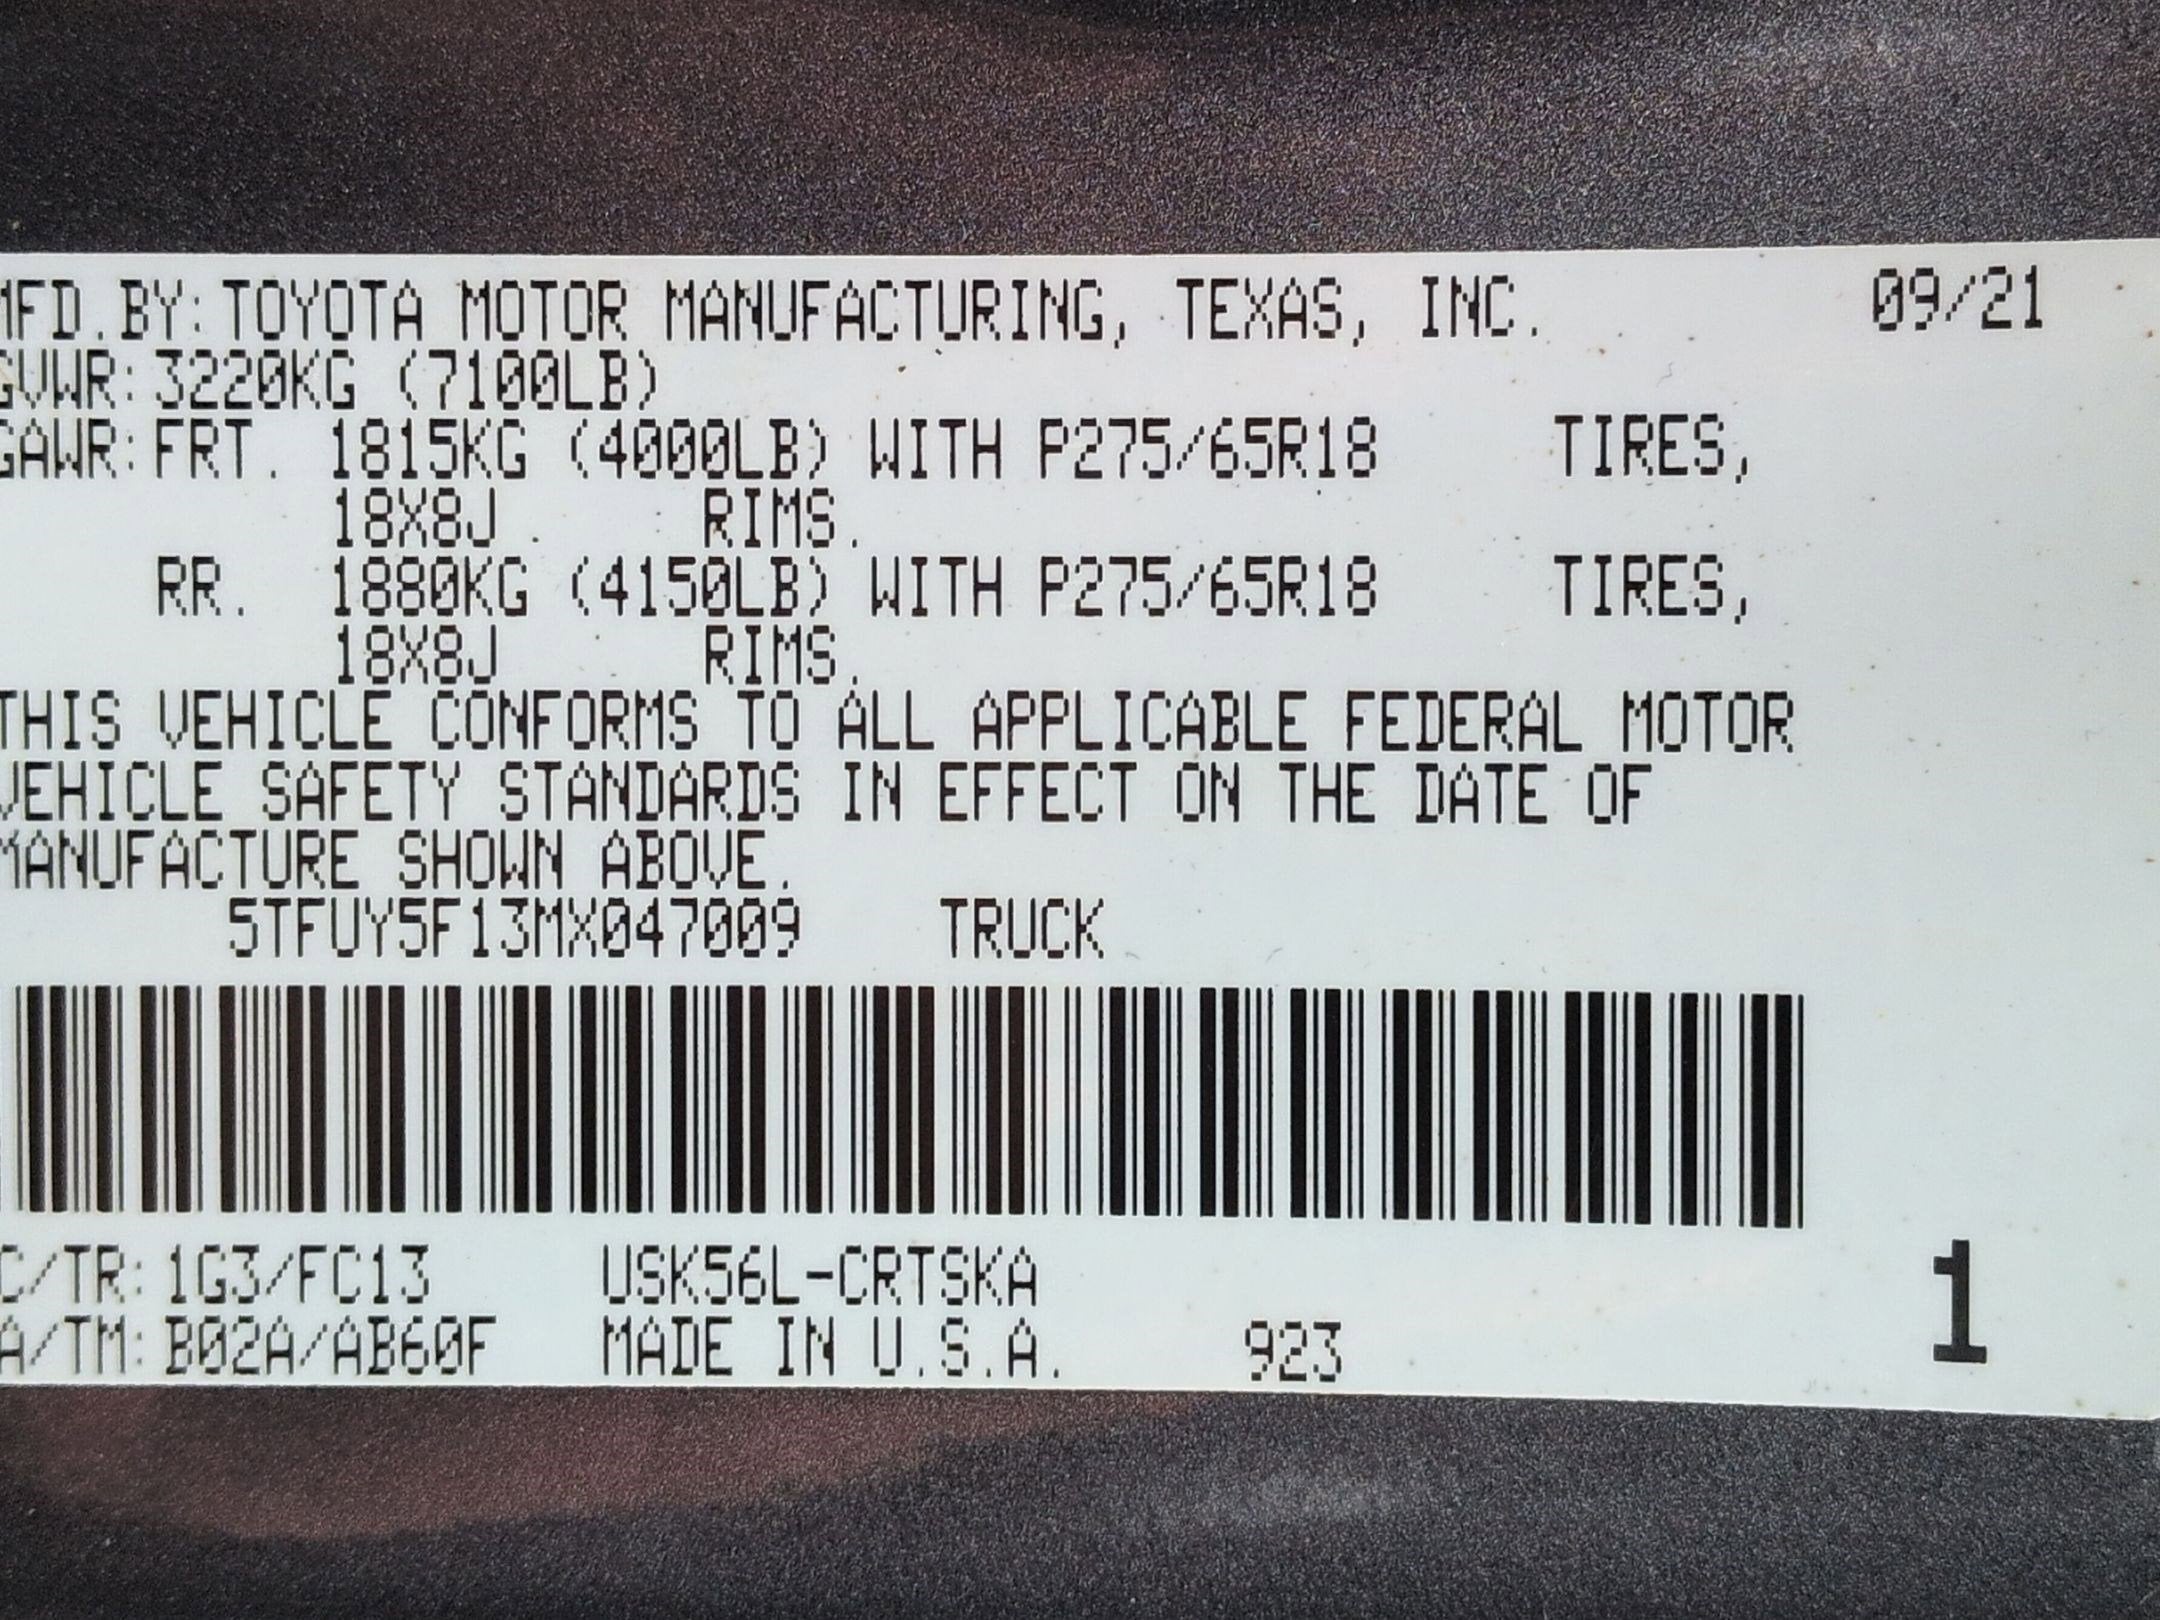 MFD.BY: TOYOTA MOTOR MANUFACTURING, TEXAS, INC. 09/21
GVWR: 3220KG (7100LB)
GAWR: FRT. 1815KG (4000LB) WITH P275/65R18 TIRES,
18X8J RIMS.
RR. 1880KG (4150LB) WITH P275/65R18 TIRES,
18X8J RIMS.
THIS VEHICLE CONFORMS TO ALL APPLICABLE FEDERAL MOTOR
VEHICLE SAFETY STANDARDS IN EFFECT ON THE DATE OF
MANUFACTURE SHOWN ABOVE.
5TFUY5F13MX047009 TRUCK
C/TR: 1G3/FC13 USK56L-CRTSKA
A/TM: B02A/AB60F MADE IN U.S.A. 923
1